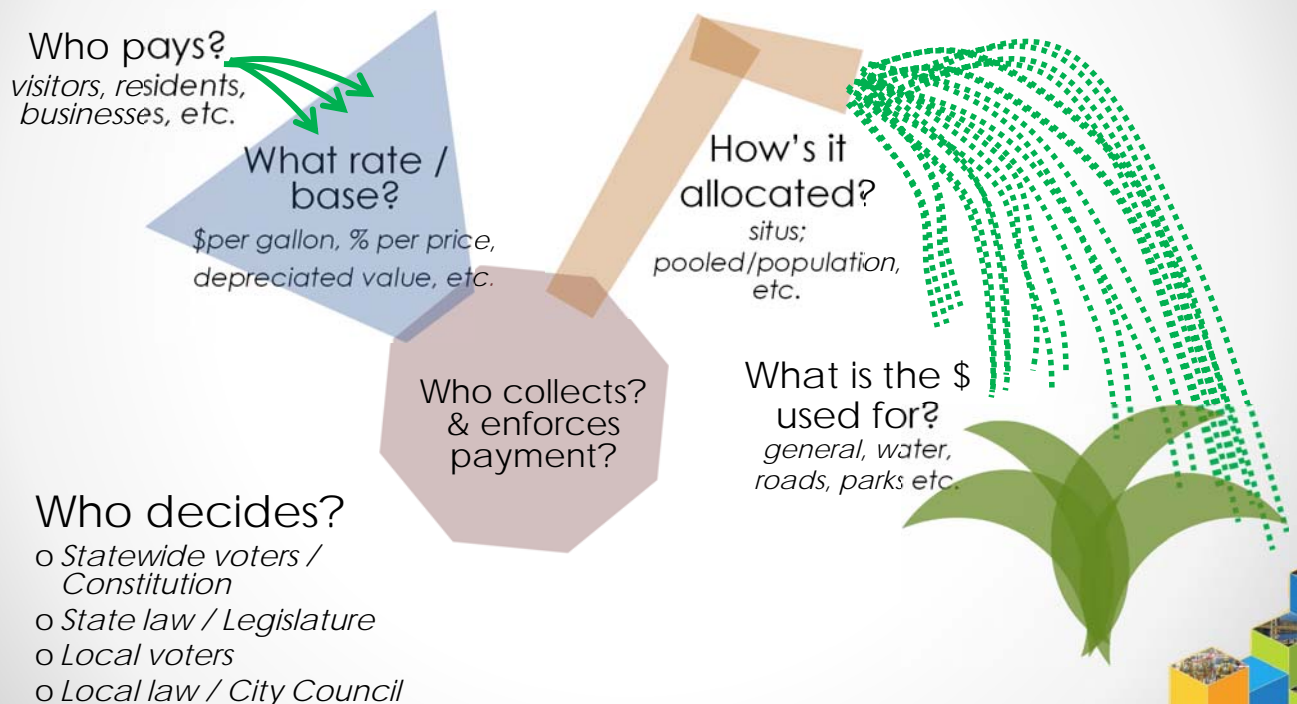 Who pays?
visitors, residents,
businesses, etc.
What rate /
base?
$per gallon, % per price,
depreciated value, etc.
Who collects?
& enforces
payment?
How's it
allocated?
situs;
pooled/population,
etc.
What is the $
used for?
general, water,
roads, parks etc.
Who decides?
o Statewide voters /
Constitution
o State law / Legislature
o Local voters
o Local law / City Council